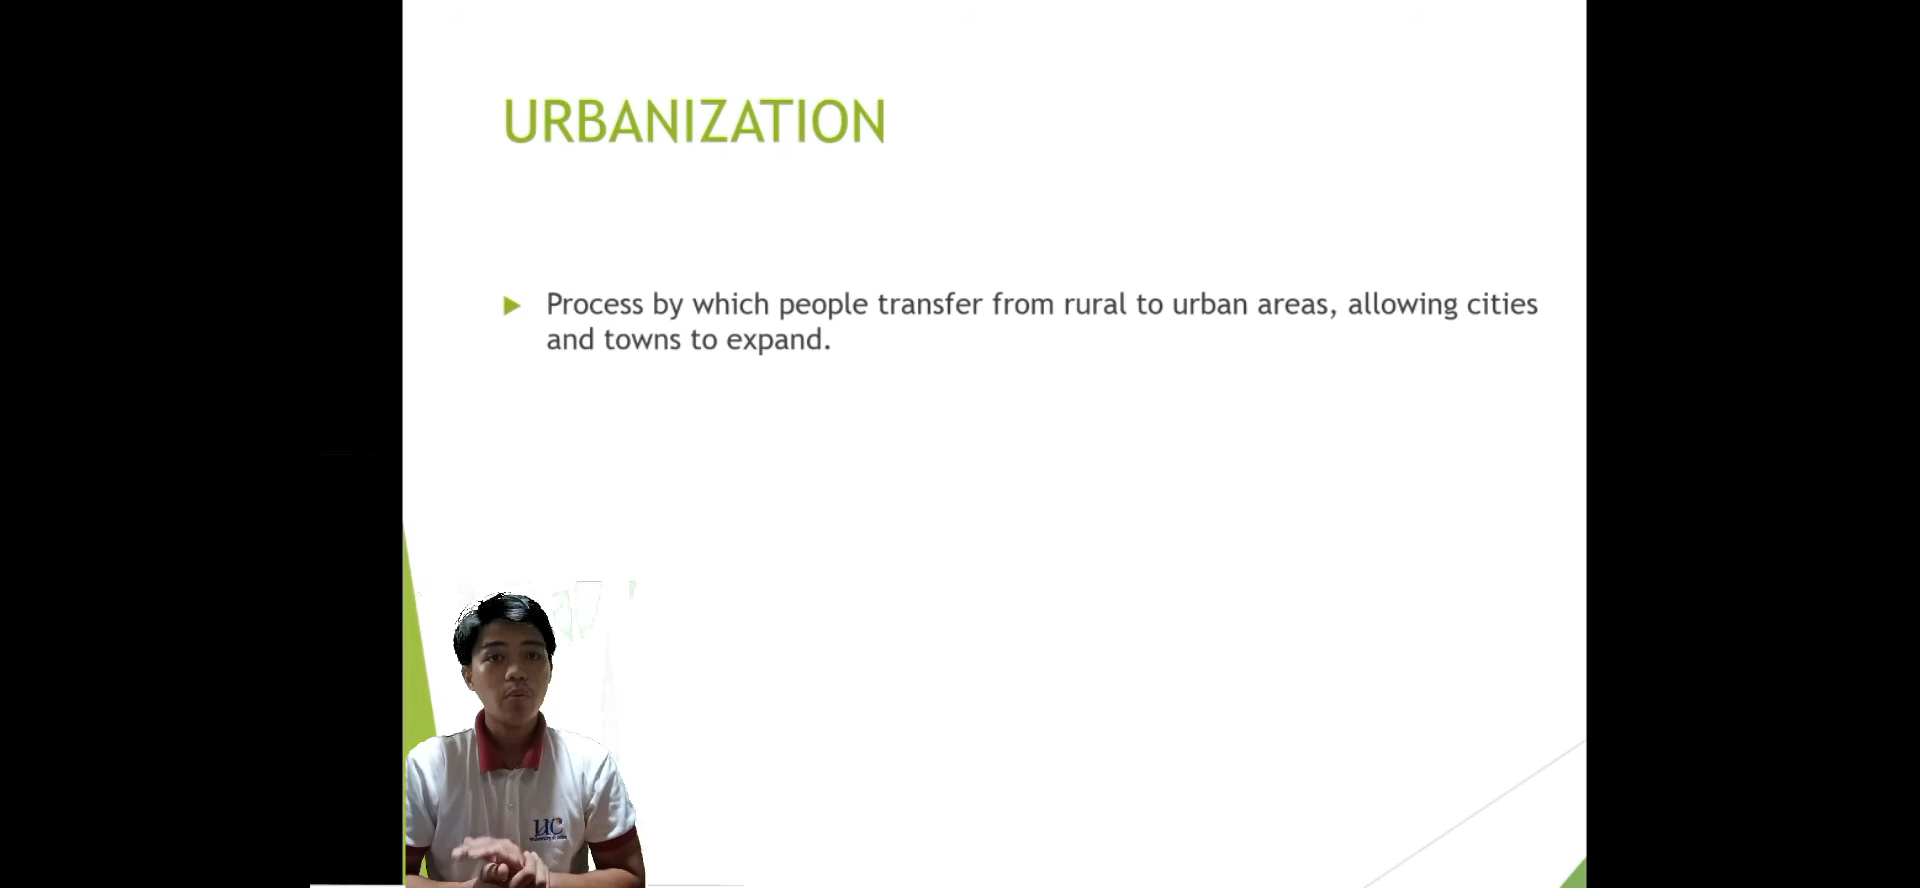 URBANIZATION
Process by which people transfer from rural to urban areas, allowing cities
and towns to expand.
UC